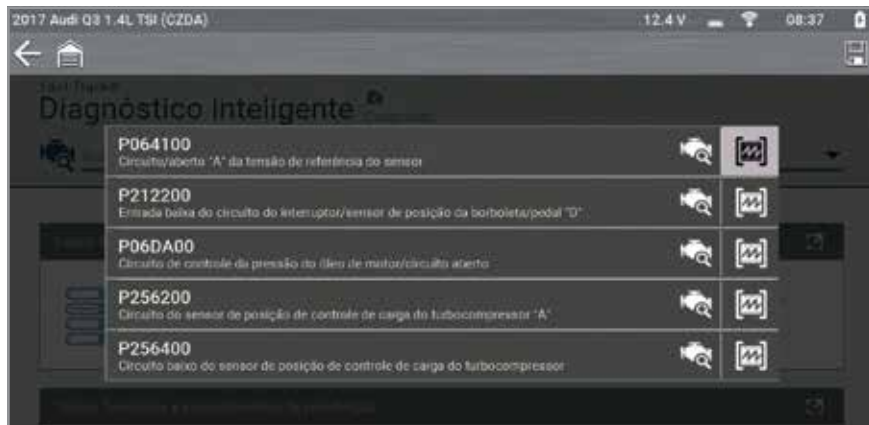 2017 Audi Q3 1.4L TSI (CZDA) 12.4 V 08:37
Diagnóstico inteligente
P064100
Circuito/aberto "A" da tensão de referência do sensor
P212200
Entrada baixa do circuito do interruptor/sensor de posição da borboleta/pedal "D"
P06DA00
Circuito de controle da pressão do óleo de motor/circuito aberto
P256200
Circuito do sensor de posição de controle de carga do turbocompressor "A"
P256400
Circuito baixo do sensor de posição de controle de carga do turbocompressor